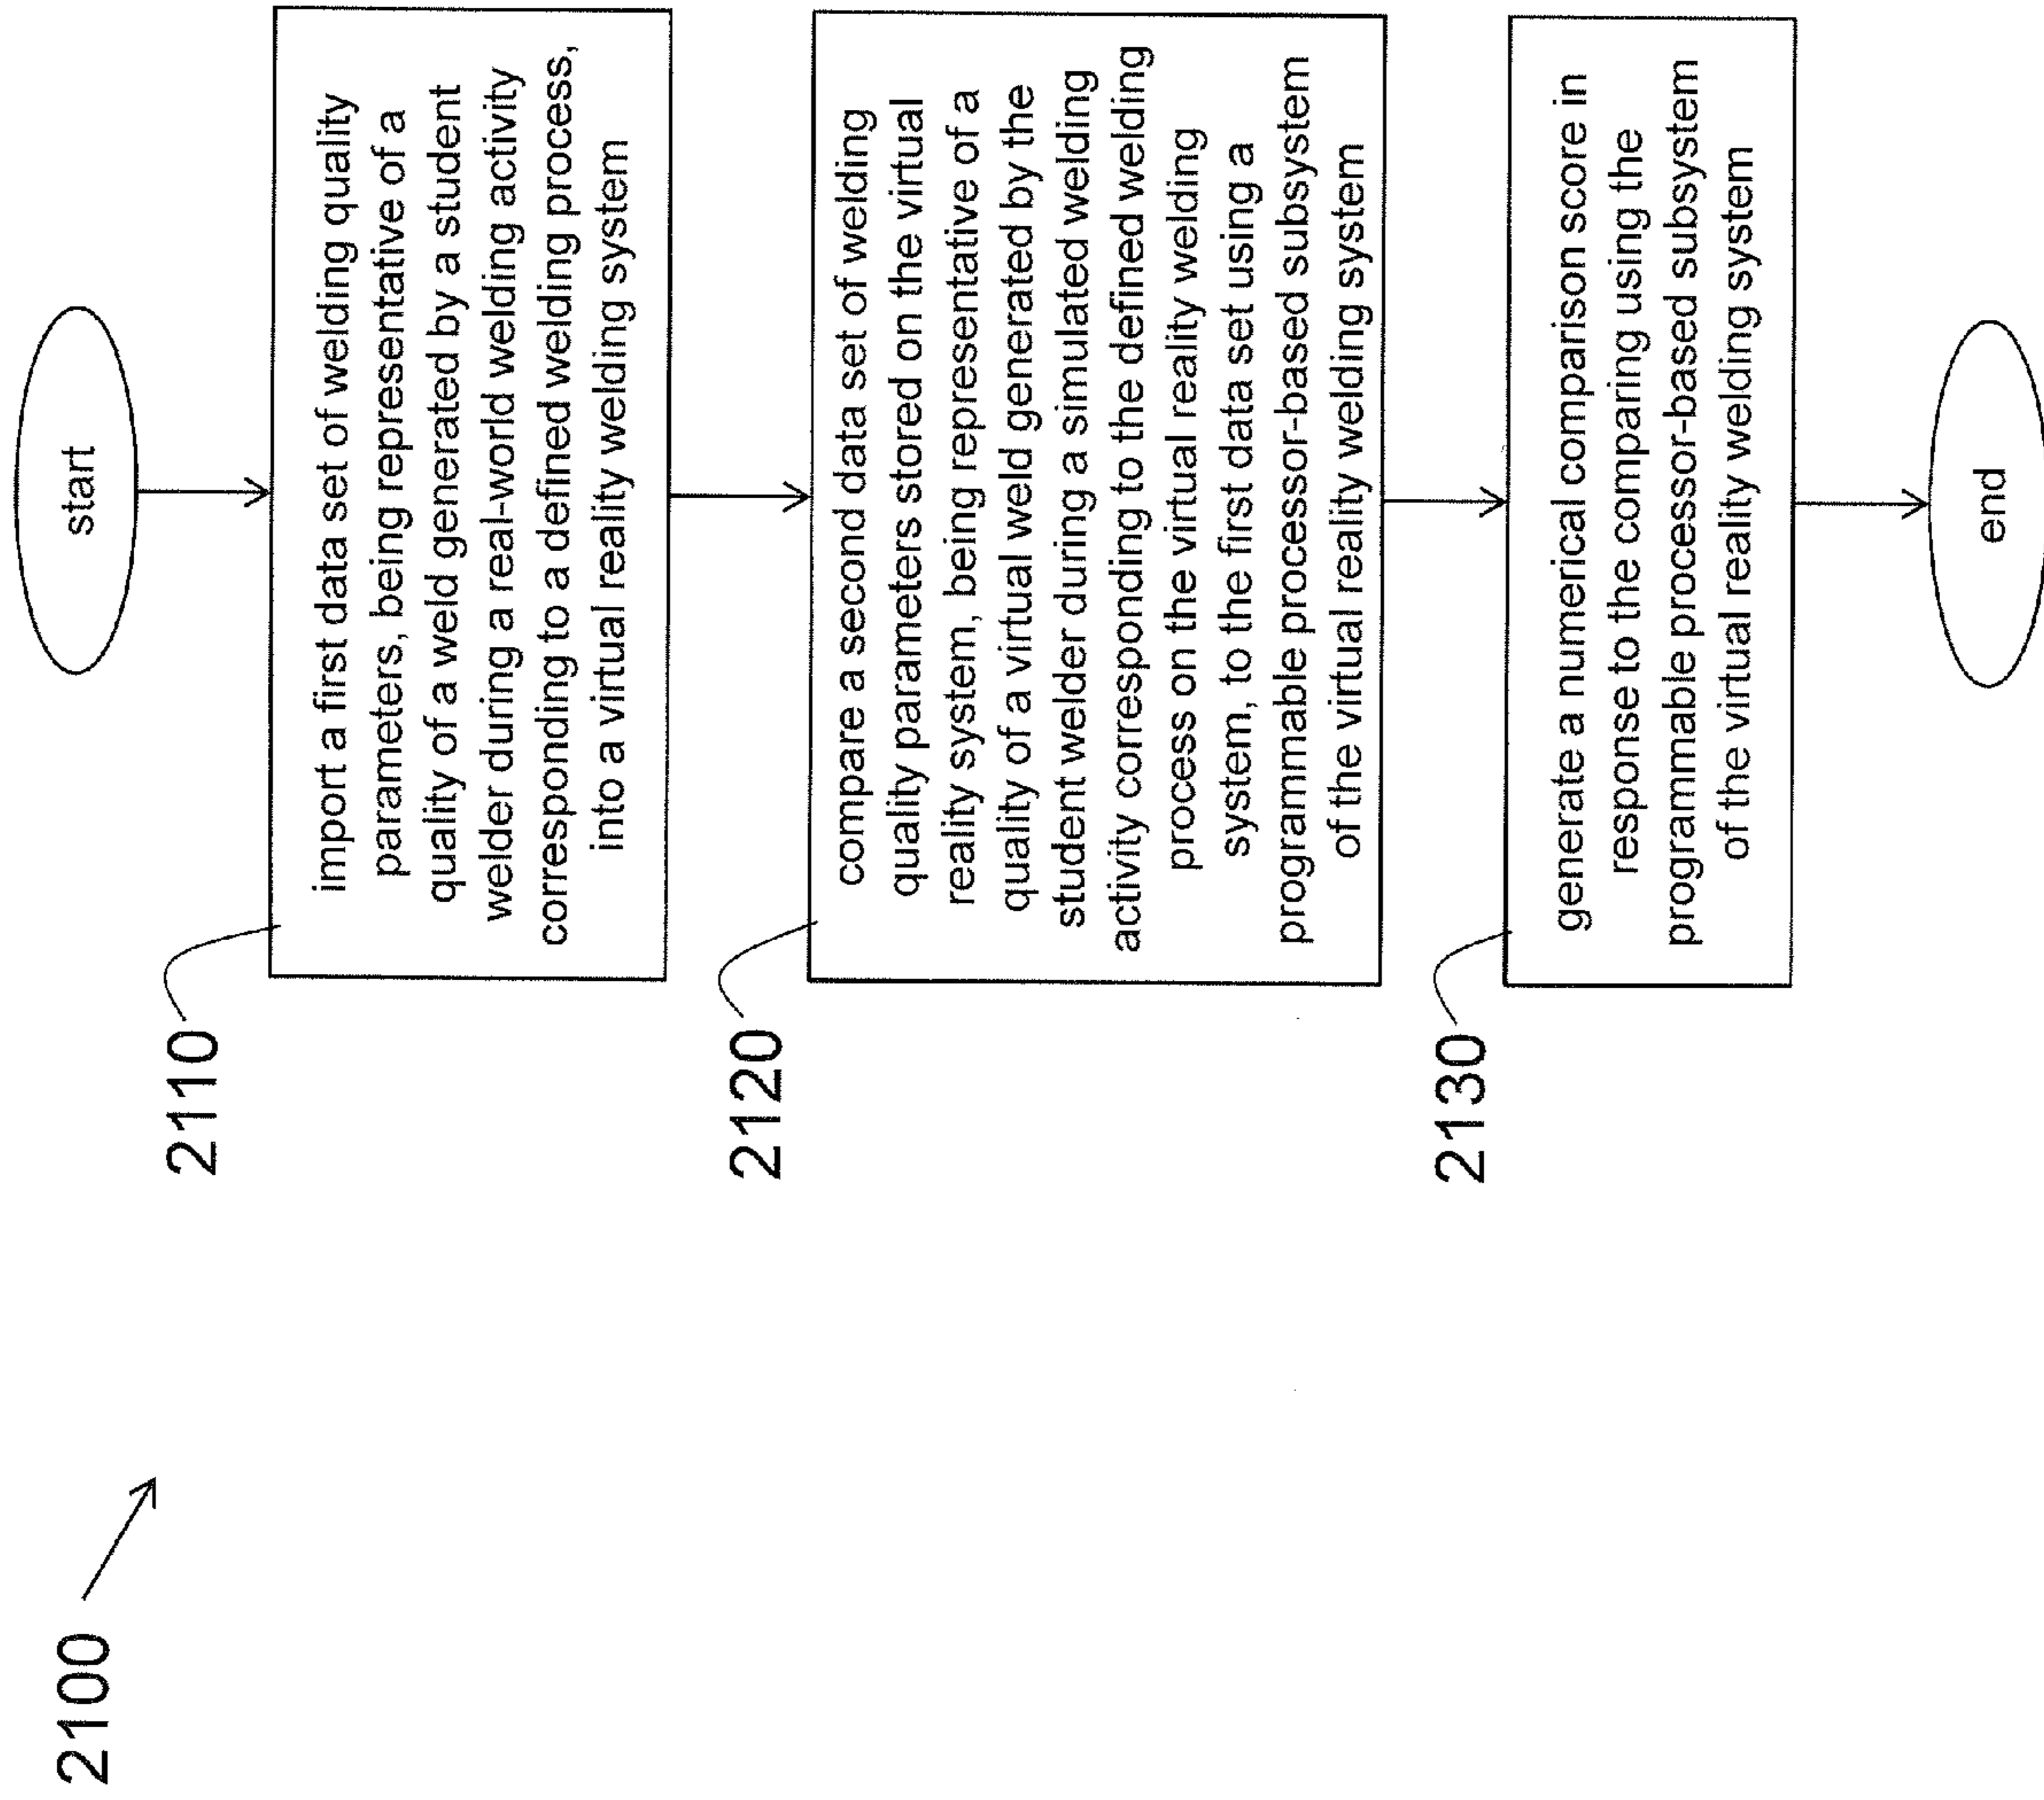 2100
start
2110
import a first data set of welding quality
parameters, being representative of a
quality of a weld generated by a student
welder during a real-world welding activity
corresponding to a defined welding process,
into a virtual reality welding system
2120
compare a second data set of welding
quality parameters stored on the virtual
reality system, being representative of a
quality of a virtual weld generated by the
student welder during a simulated welding
activity corresponding to the defined welding
process on the virtual reality welding
system, to the first data set using a
programmable processor-based subsystem
of the virtual reality welding system
2130
generate a numerical comparison score in
response to the comparing using the
programmable processor-based subsystem
of the virtual reality welding system
end